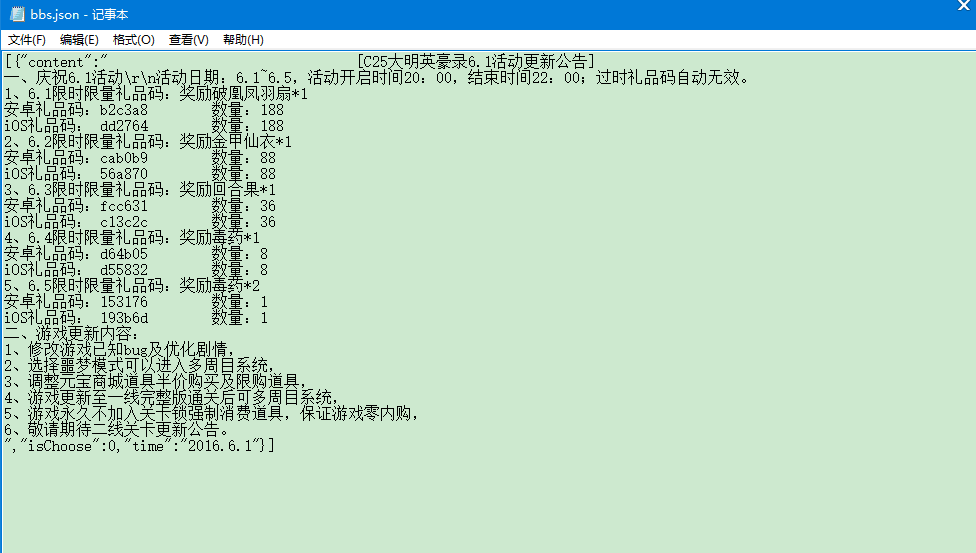 bbs.json - 记事本
文件(F) 编辑(E) 格式(O) 查看(V) 帮助(H)
[{"content":" [C25大明英豪录6.1活动更新公告]
一、庆祝6.1活动\r\n活动日期：6.1~6.5，活动开启时间20：00，结束时间22：00；过时礼品码自动无效。
1、6.1限时限量礼品码：奖励破凰凤羽扇*1
安卓礼品码：b2c3a8 数量：188
iOS礼品码： dd2764 数量：188
2、6.2限时限量礼品码：奖励金甲仙衣*1
安卓礼品码：cab0b9 数量：88
iOS礼品码： 56a870 数量：88
3、6.3限时限量礼品码：奖励回合果*1
安卓礼品码：fcc631 数量：36
iOS礼品码： c13c2c 数量：36
4、6.4限时限量礼品码：奖励毒药*1
安卓礼品码：d64b05 数量：8
iOS礼品码： d55832 数量：8
5、6.5限时限量礼品码：奖励毒药*2
安卓礼品码：153176 数量：1
iOS礼品码： 193b6d 数量：1
二、游戏更新内容：
1、修改游戏已知bug及优化剧情，
2、选择噩梦模式可以进入多周目系统，
3、调整元宝商城道具半价购买及限购道具，
4、游戏更新至一线完整版通关后可多周目系统，
5、游戏永久不加入关卡锁强制消费道具，保证游戏零内购，
6、敬请期待二线关卡更新公告。
","isChoose":0,"time":"2016.6.1"}]